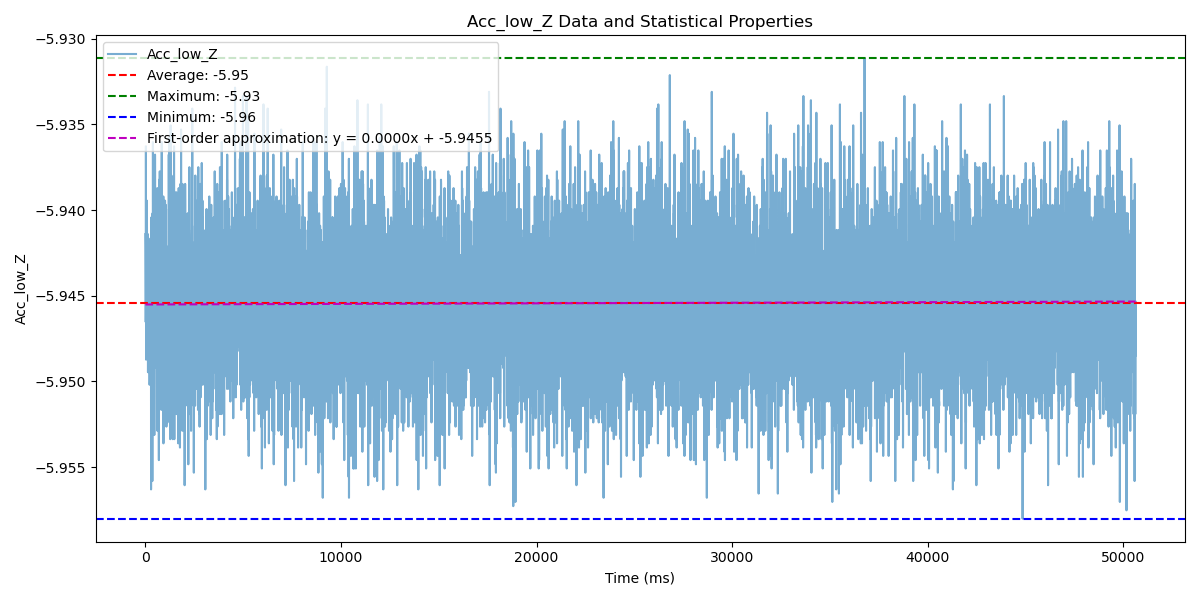 Acc_low_Z Data and Statistical Properties
Acc_low_Z
Average: -5.95
Maximum: -5.93
Minimum: -5.96
First-order approximation: y = 0.0000x + -5.9455
−5.930
−5.935
−5.940
−5.945
−5.950
−5.955
Acc_low_Z
0 10000 20000 30000 40000 50000
Time (ms)